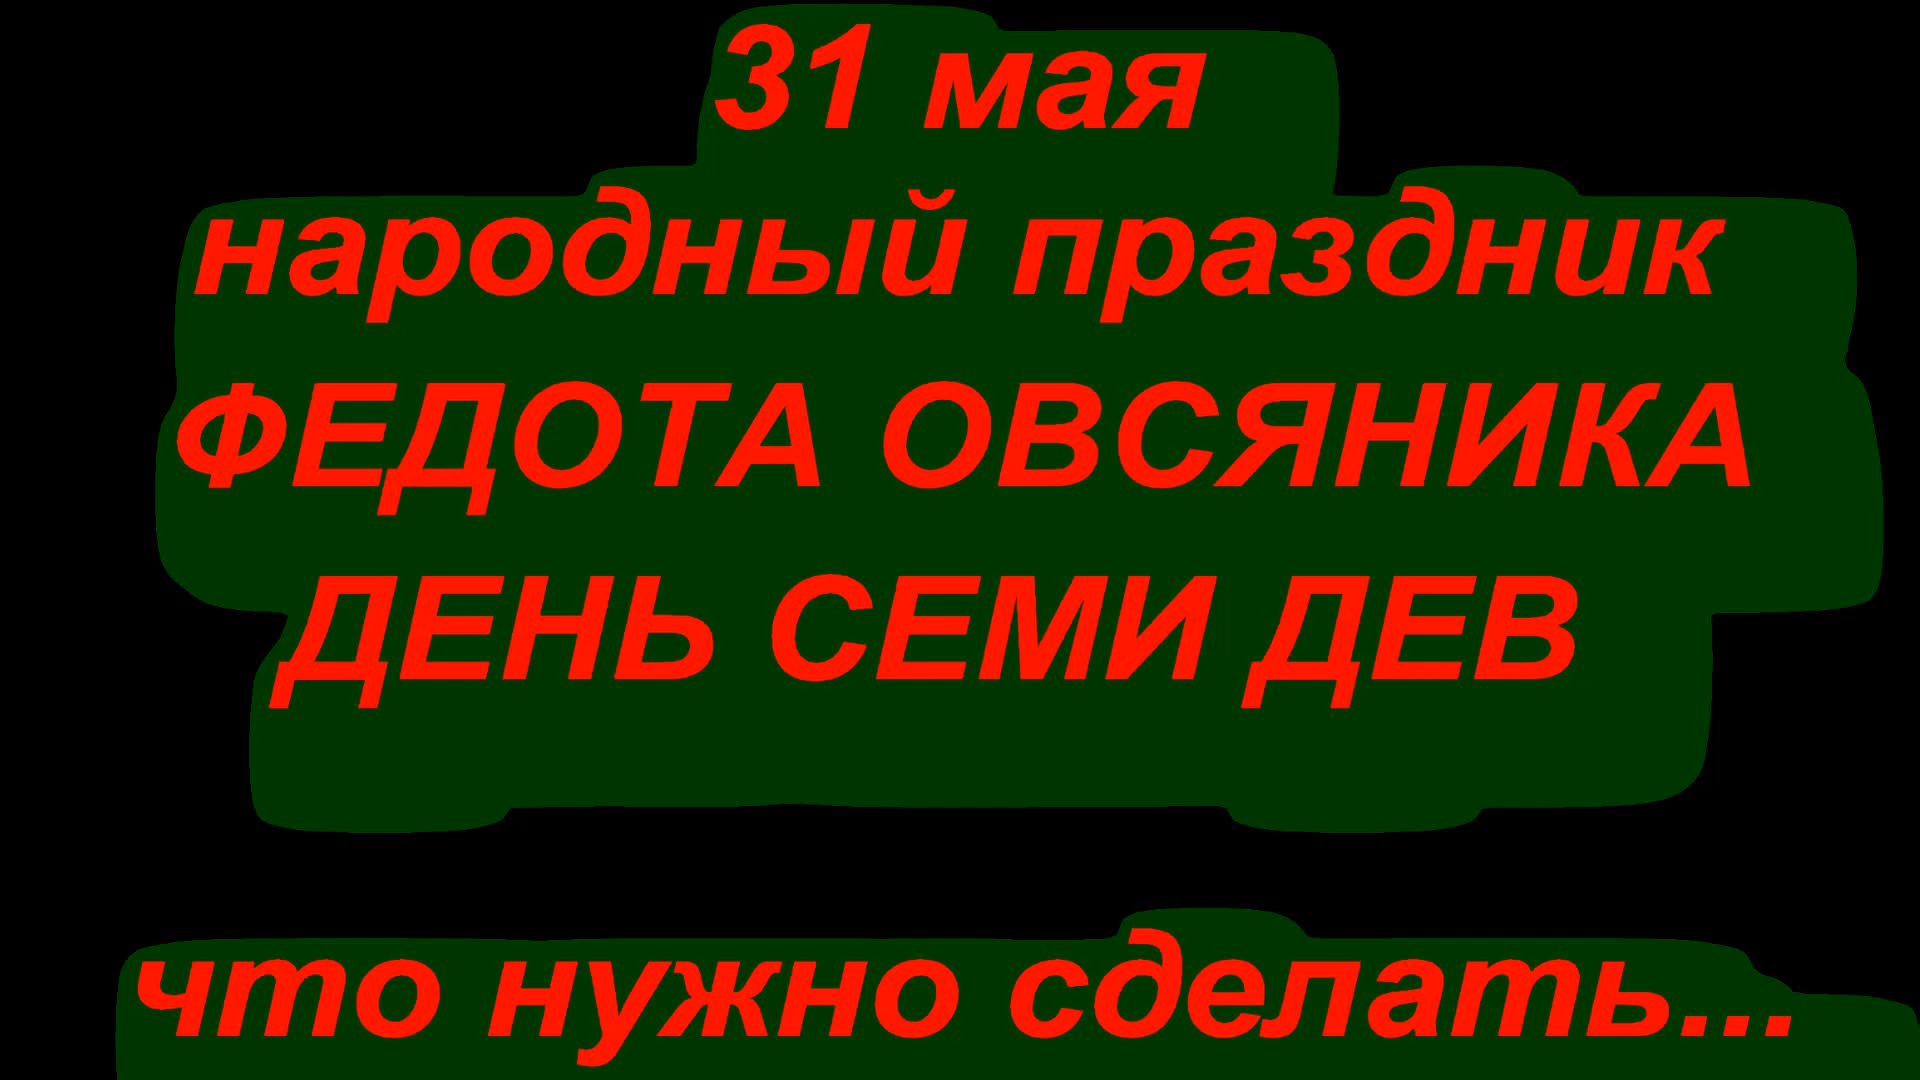 31 мая
народный праздник
ФЕДОТА ОВСЯНИКА
ДЕНЬ СЕМИ ДЕВ
что нужно сделать...